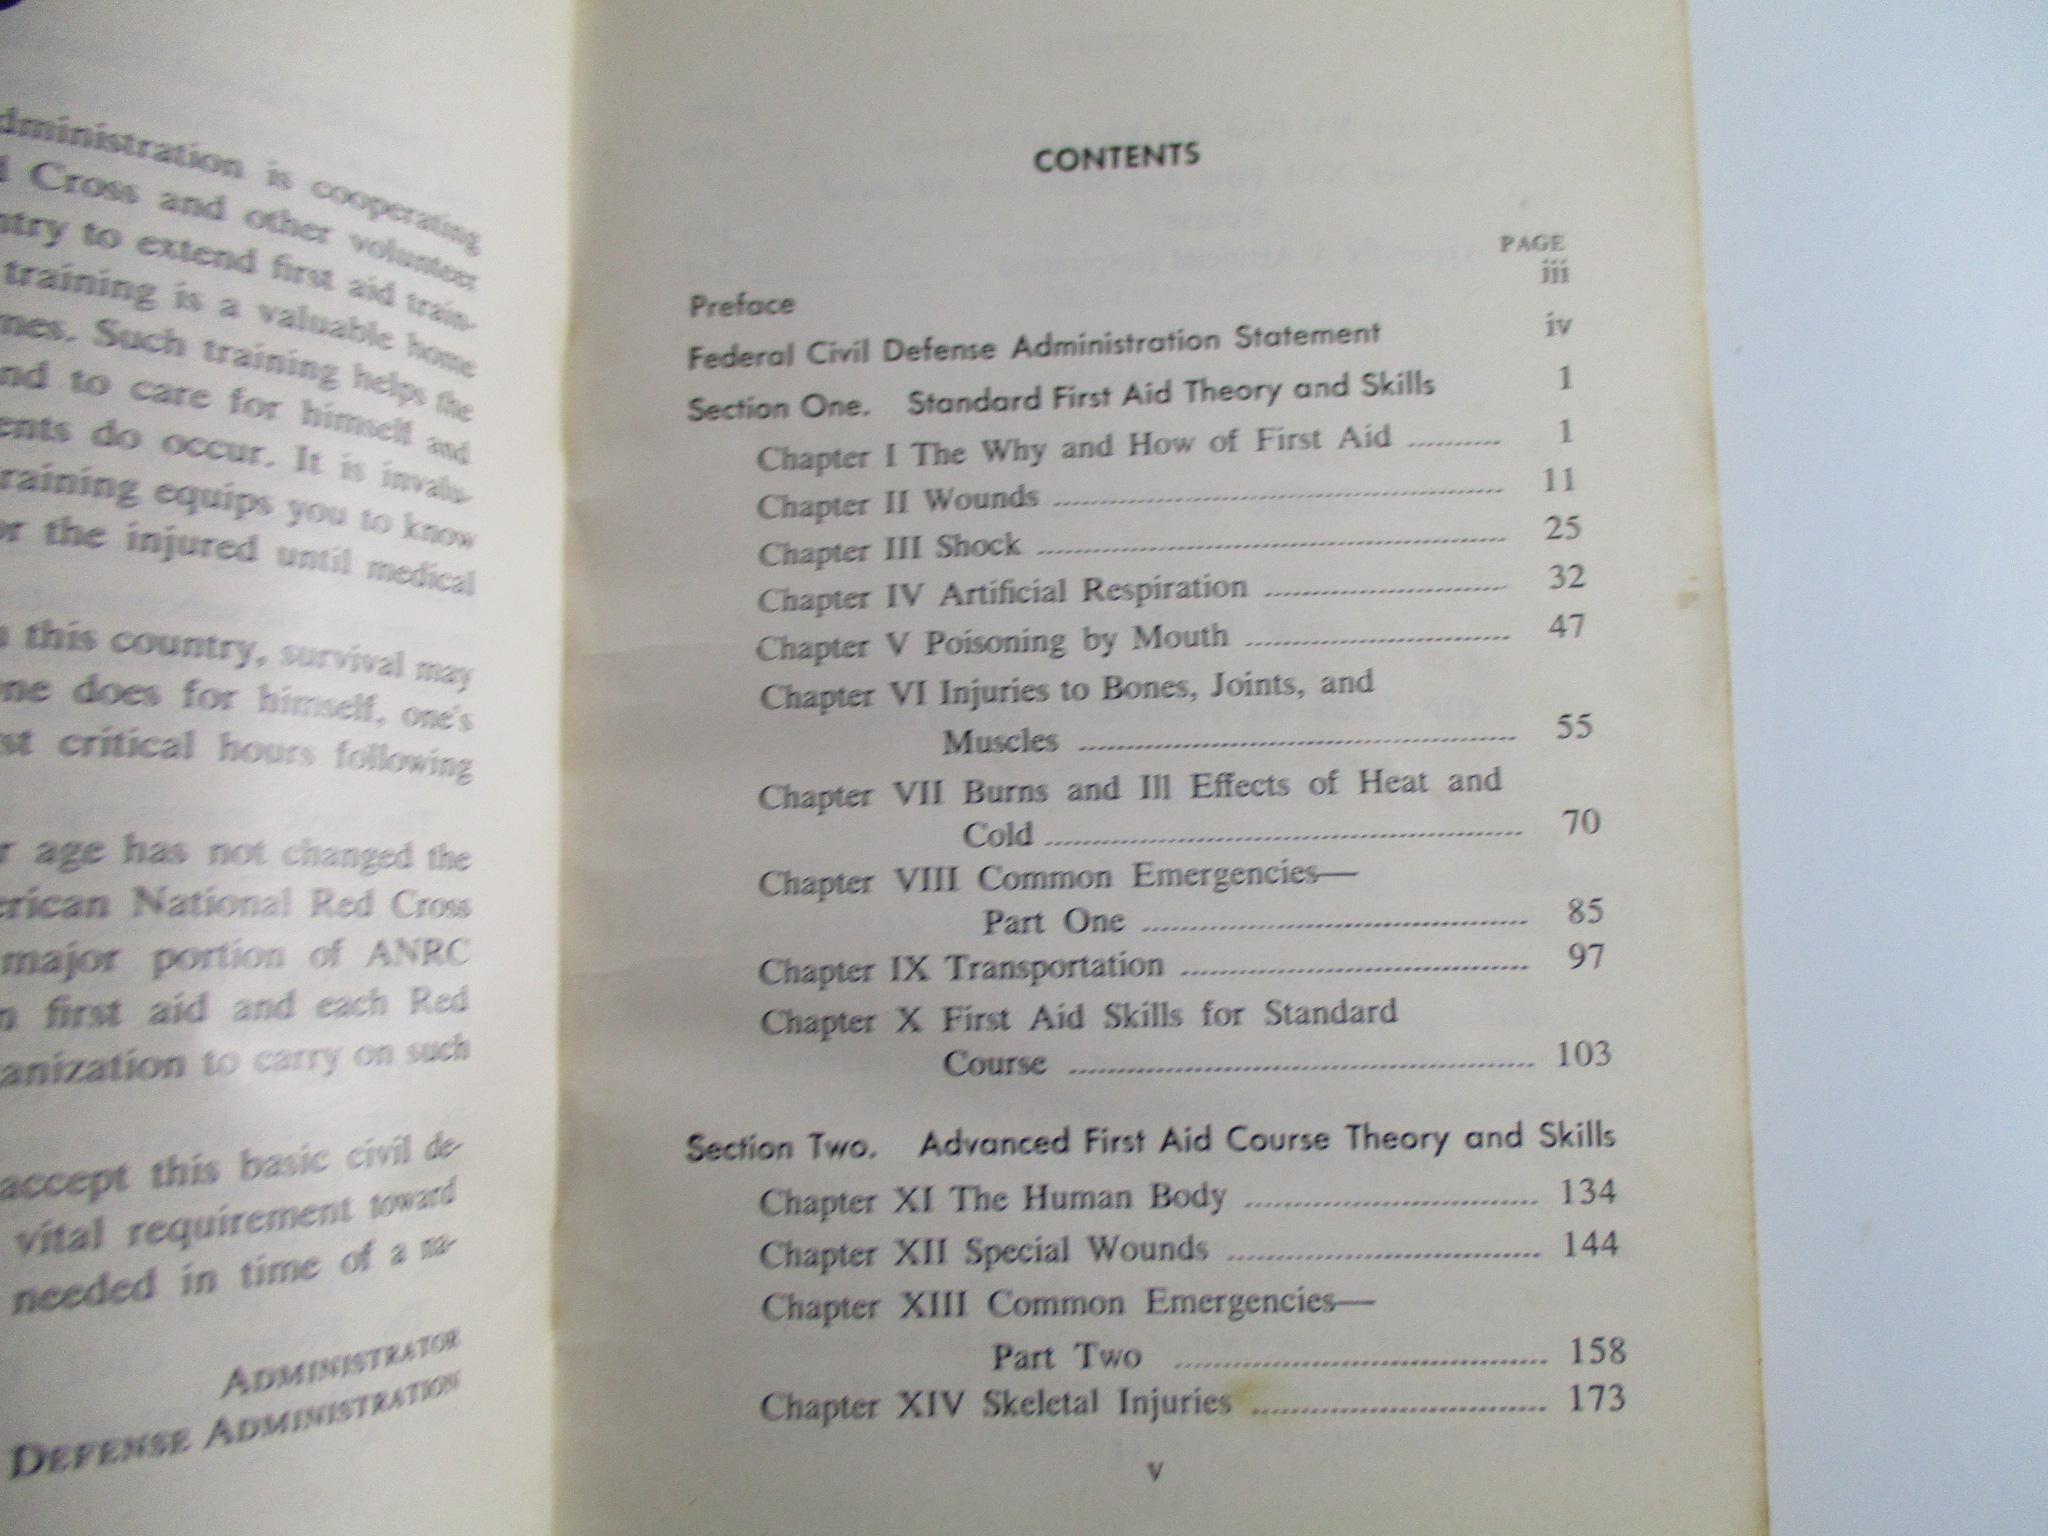 dministration is cooperating
Cross and other volunteer
ntry to extend first aid train-
training is a valuable home
mes. Such training helps the
nd to care for himself and
ents do occur. It is invalu-
raining equips you to know
or the injured until medical
this country, survival may
ne does for himself, one's
st critical hours following
r age has not changed the
erican National Red Cross
major portion of ANRC
n first aid and each Red
anization to carry on such
accept this basic civil de-
vital requirement toward
needed in time of a na-
ADMINISTRATOR
DEFENSE ADMINISTRATION
CONTENTS
PAGE
Preface iii
Federal Civil Defense Administration Statement iv
Section One. Standard First Aid Theory and Skills 1
Chapter I The Why and How of First Aid .......... 1
Chapter II Wounds .......... 11
Chapter III Shock .......... 25
Chapter IV Artificial Respiration .......... 32
Chapter V Poisoning by Mouth .......... 47
Chapter VI Injuries to Bones, Joints, and
Muscles .......... 55
Chapter VII Burns and Ill Effects of Heat and
Cold .......... 70
Chapter VIII Common Emergencies—
Part One .......... 85
Chapter IX Transportation .......... 97
Chapter X First Aid Skills for Standard
Course .......... 103
Section Two. Advanced First Aid Course Theory and Skills
Chapter XI The Human Body .......... 134
Chapter XII Special Wounds .......... 144
Chapter XIII Common Emergencies—
Part Two .......... 158
Chapter XIV Skeletal Injuries .......... 173
v